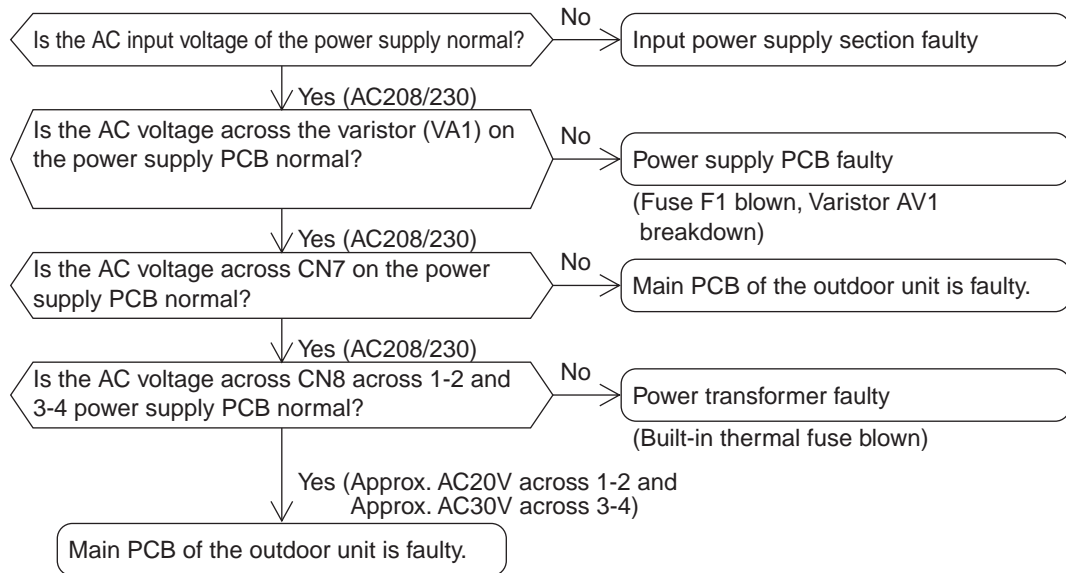 Is the AC input voltage of the power supply normal?
No
Input power supply section faulty
Yes (AC208/230)
Is the AC voltage across the varistor (VA1) on
the power supply PCB normal?
No
Power supply PCB faulty
(Fuse F1 blown, Varistor AV1
breakdown)
Yes (AC208/230)
Is the AC voltage across CN7 on the power
supply PCB normal?
No
Main PCB of the outdoor unit is faulty.
Yes (AC208/230)
Is the AC voltage across CN8 across 1-2 and
3-4 power supply PCB normal?
No
Power transformer faulty
(Built-in thermal fuse blown)
Yes (Approx. AC20V across 1-2 and
Approx. AC30V across 3-4)
Main PCB of the outdoor unit is faulty.